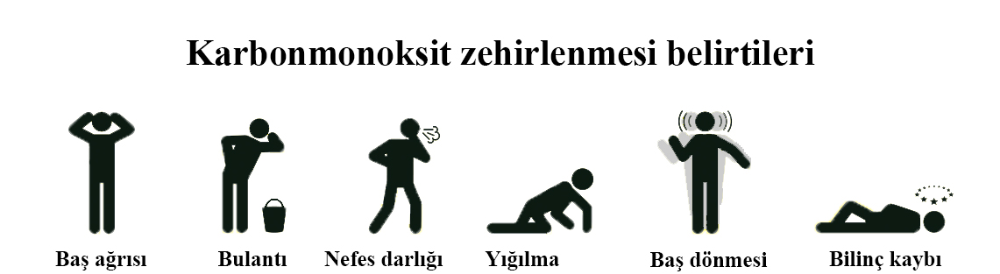 Karbonmonoksit zehirlenmesi belirtileri
Baş ağrısı
Bulantı
Nefes darlığı
Yığılma
Baş dönmesi
Bilinç kaybı